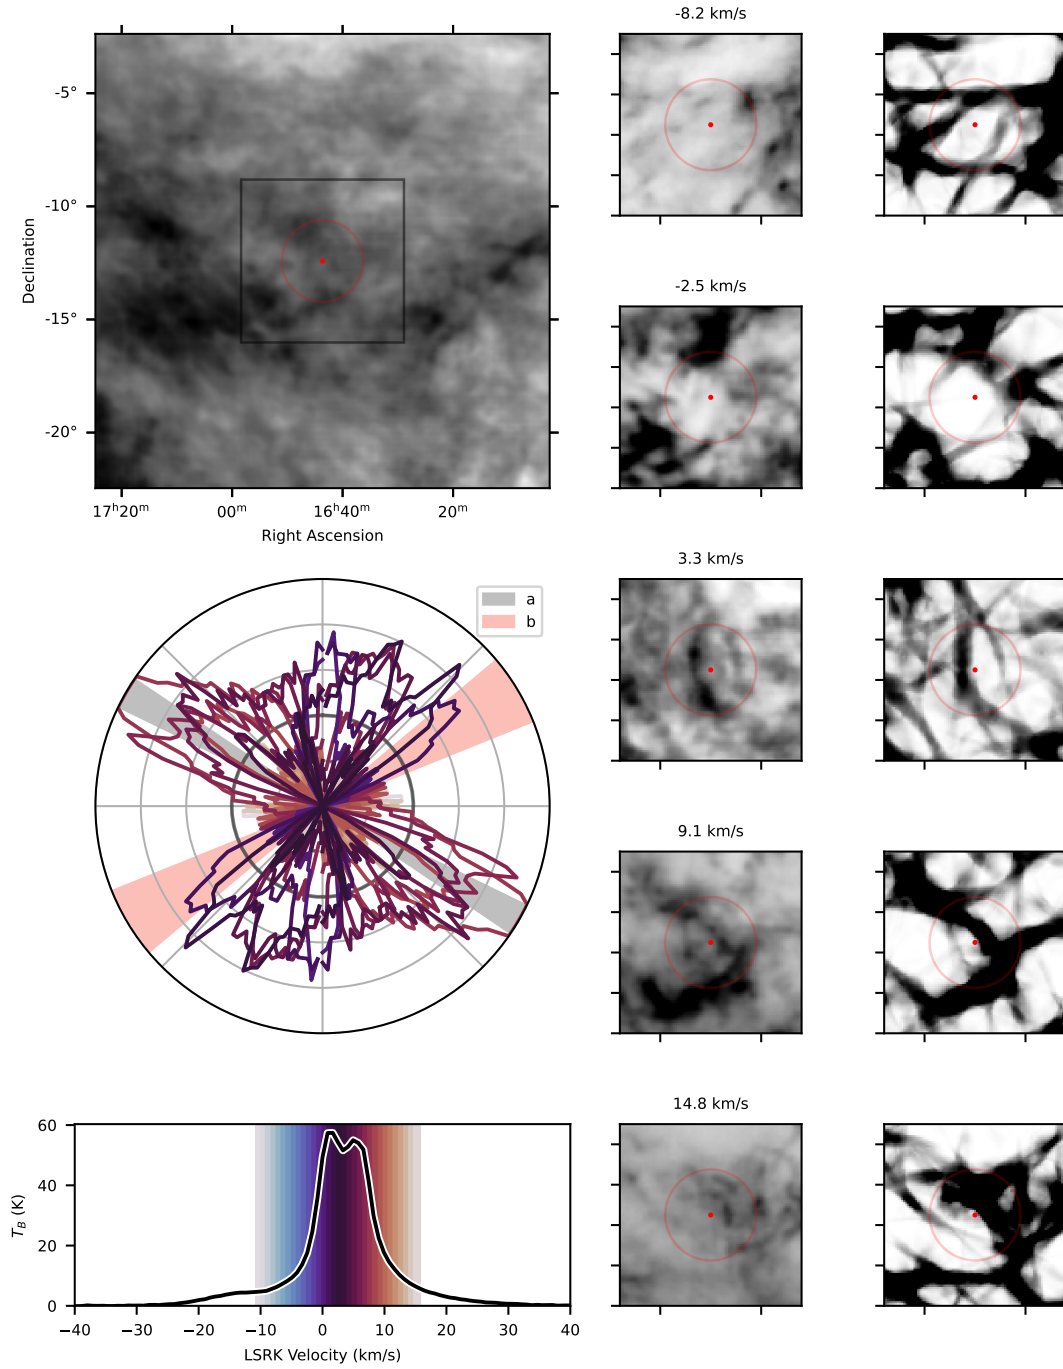 -5°
-10°
-15°
-20°
Declination
17ʰ20ᵐ
00ᵐ
16ʰ40ᵐ
20ᵐ
Right Ascension
-8.2 km/s
-2.5 km/s
3.3 km/s
9.1 km/s
14.8 km/s
a
b
60
40
20
0
T_B (K)
−40
−30
−20
−10
0
10
20
30
40
LSRK Velocity (km/s)